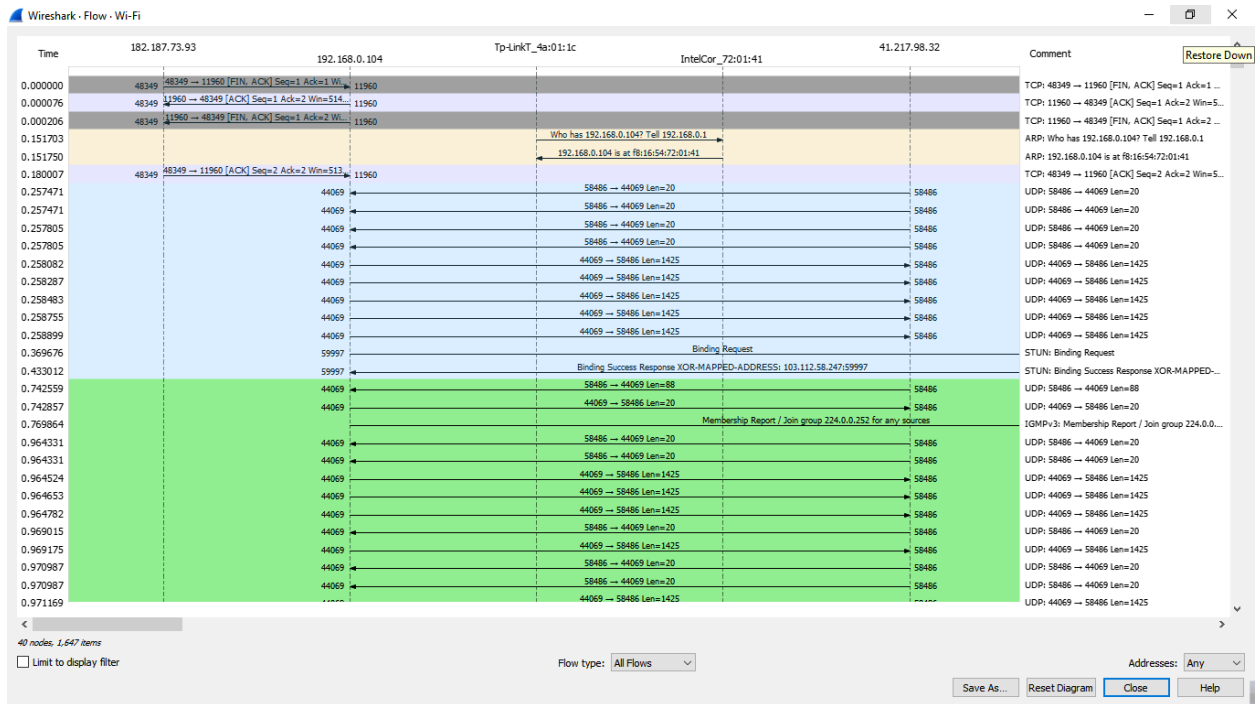 Wireshark · Flow · Wi-Fi
Restore Down
Time 182.187.73.93 192.168.0.104 Tp-LinkT_4a:01:1c IntelCor_72:01:41 41.217.98.32 Comment
0.000000 48349 48349 → 11960 [FIN, ACK] Seq=1 Ack=1 Wi... 11960 TCP: 48349 → 11960 [FIN, ACK] Seq=1 Ack=1 ...
0.000076 48349 11960 → 48349 [ACK] Seq=1 Ack=2 Win=514... 11960 TCP: 11960 → 48349 [ACK] Seq=1 Ack=2 Win=5...
0.000206 48349 11960 → 48349 [FIN, ACK] Seq=1 Ack=2 Wi... 11960 TCP: 11960 → 48349 [FIN, ACK] Seq=1 Ack=2 ...
0.151703 Who has 192.168.0.104? Tell 192.168.0.1 ARP: Who has 192.168.0.104? Tell 192.168.0.1
0.151750 192.168.0.104 is at f8:16:54:72:01:41 ARP: 192.168.0.104 is at f8:16:54:72:01:41
0.180007 48349 48349 → 11960 [ACK] Seq=2 Ack=2 Win=513... 11960 TCP: 48349 → 11960 [ACK] Seq=2 Ack=2 Win=5...
0.257471 44069 58486 → 44069 Len=20 58486 UDP: 58486 → 44069 Len=20
0.257471 44069 58486 → 44069 Len=20 58486 UDP: 58486 → 44069 Len=20
0.257805 44069 58486 → 44069 Len=20 58486 UDP: 58486 → 44069 Len=20
0.257805 44069 58486 → 44069 Len=20 58486 UDP: 58486 → 44069 Len=20
0.258082 44069 44069 → 58486 Len=1425 58486 UDP: 44069 → 58486 Len=1425
0.258287 44069 44069 → 58486 Len=1425 58486 UDP: 44069 → 58486 Len=1425
0.258483 44069 44069 → 58486 Len=1425 58486 UDP: 44069 → 58486 Len=1425
0.258755 44069 44069 → 58486 Len=1425 58486 UDP: 44069 → 58486 Len=1425
0.258899 44069 44069 → 58486 Len=1425 58486 UDP: 44069 → 58486 Len=1425
0.369676 59997 Binding Request STUN: Binding Request
0.433012 59997 Binding Success Response XOR-MAPPED-ADDRESS: 103.112.58.247:59997 STUN: Binding Success Response XOR-MAPPED-...
0.742559 44069 58486 → 44069 Len=88 58486 UDP: 58486 → 44069 Len=88
0.742857 44069 44069 → 58486 Len=20 58486 UDP: 44069 → 58486 Len=20
0.769864 Membership Report / Join group 224.0.0.252 for any sources IGMPv3: Membership Report / Join group 224.0.0....
0.964331 44069 58486 → 44069 Len=20 58486 UDP: 58486 → 44069 Len=20
0.964331 44069 58486 → 44069 Len=20 58486 UDP: 58486 → 44069 Len=20
0.964524 44069 44069 → 58486 Len=1425 58486 UDP: 44069 → 58486 Len=1425
0.964653 44069 44069 → 58486 Len=1425 58486 UDP: 44069 → 58486 Len=1425
0.964782 44069 44069 → 58486 Len=1425 58486 UDP: 44069 → 58486 Len=1425
0.969015 44069 58486 → 44069 Len=20 58486 UDP: 58486 → 44069 Len=20
0.969175 44069 44069 → 58486 Len=1425 58486 UDP: 44069 → 58486 Len=1425
0.970987 44069 58486 → 44069 Len=20 58486 UDP: 58486 → 44069 Len=20
0.970987 44069 58486 → 44069 Len=20 58486 UDP: 58486 → 44069 Len=20
0.971169 44069 → 58486 Len=1425 UDP: 44069 → 58486 Len=1425
40 nodes, 1,647 items
Limit to display filter Flow type: All Flows Addresses: Any
Save As... Reset Diagram Close Help